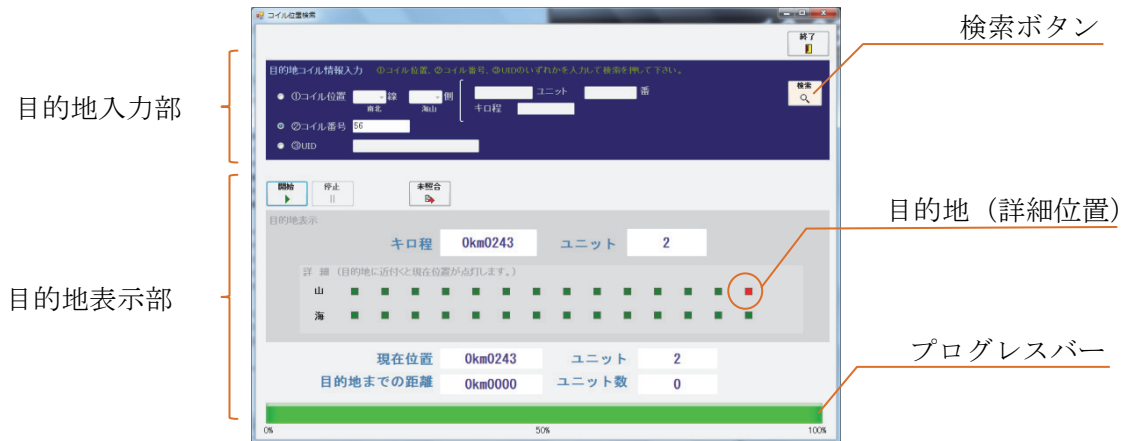 コイル位置検索
終了
検索ボタン
目的地入力部
目的地コイル情報入力 ①コイル位置、②コイル番号、③UIDのいずれかを入力して検索を押して下さい。
①コイル位置 線 側 ユニット 番
南北 海山 キロ程
検索
②コイル番号 56
③UID
開始 停止 未照合
目的地表示部
目的地表示
キロ程 0km0243 ユニット 2
目的地（詳細位置）
詳 細 (目的地に近付くと現在位置が点灯します。)
山
海
現在位置 0km0243 ユニット 2
目的地までの距離 0km0000 ユニット数 0
プログレスバー
0% 50% 100%